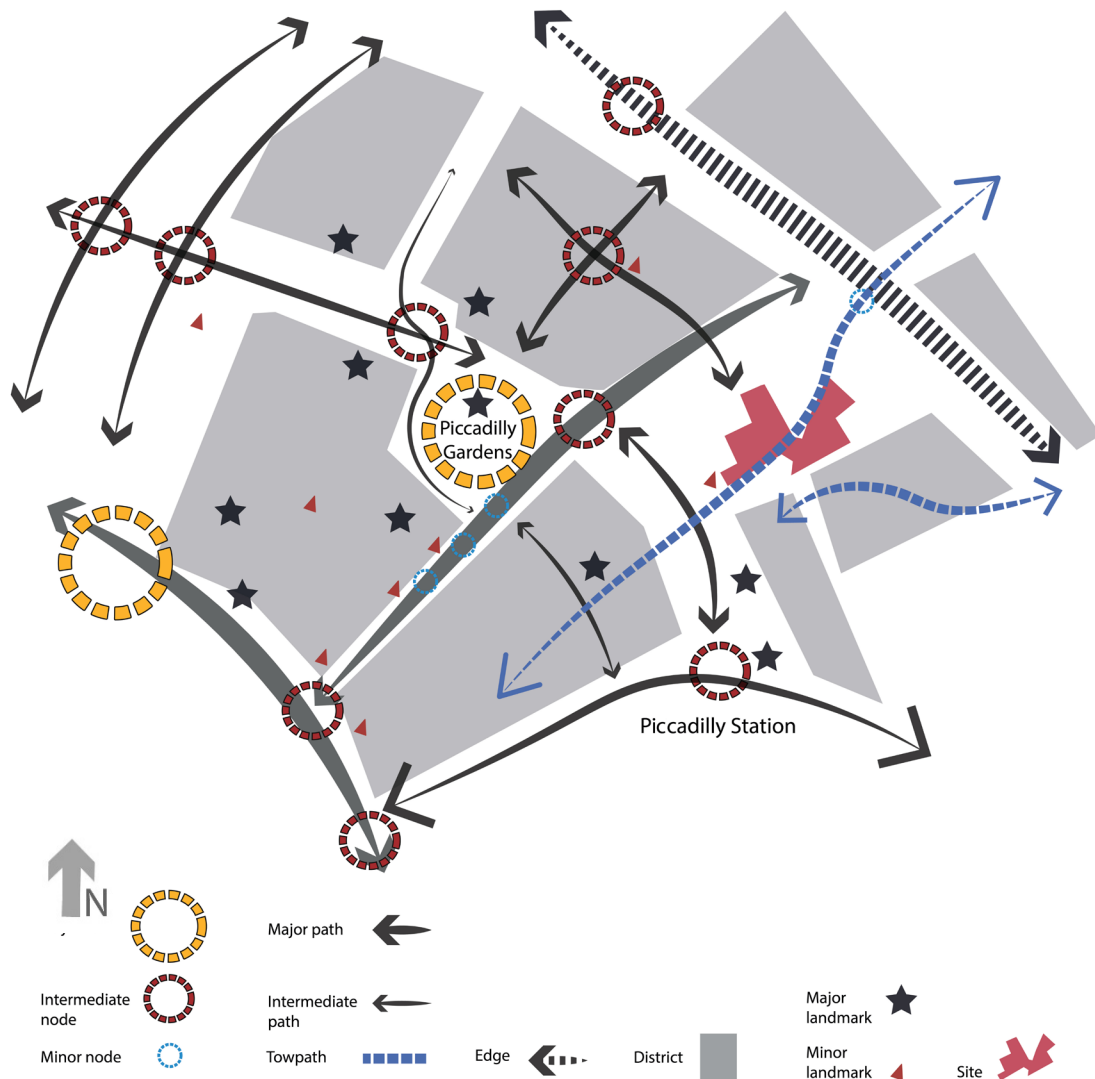 Piccadilly
Gardens
Piccadilly Station
N
Major path
Intermediate
node
Intermediate
path
Major
landmark
Minor node
Towpath
Edge
District
Minor
landmark
Site